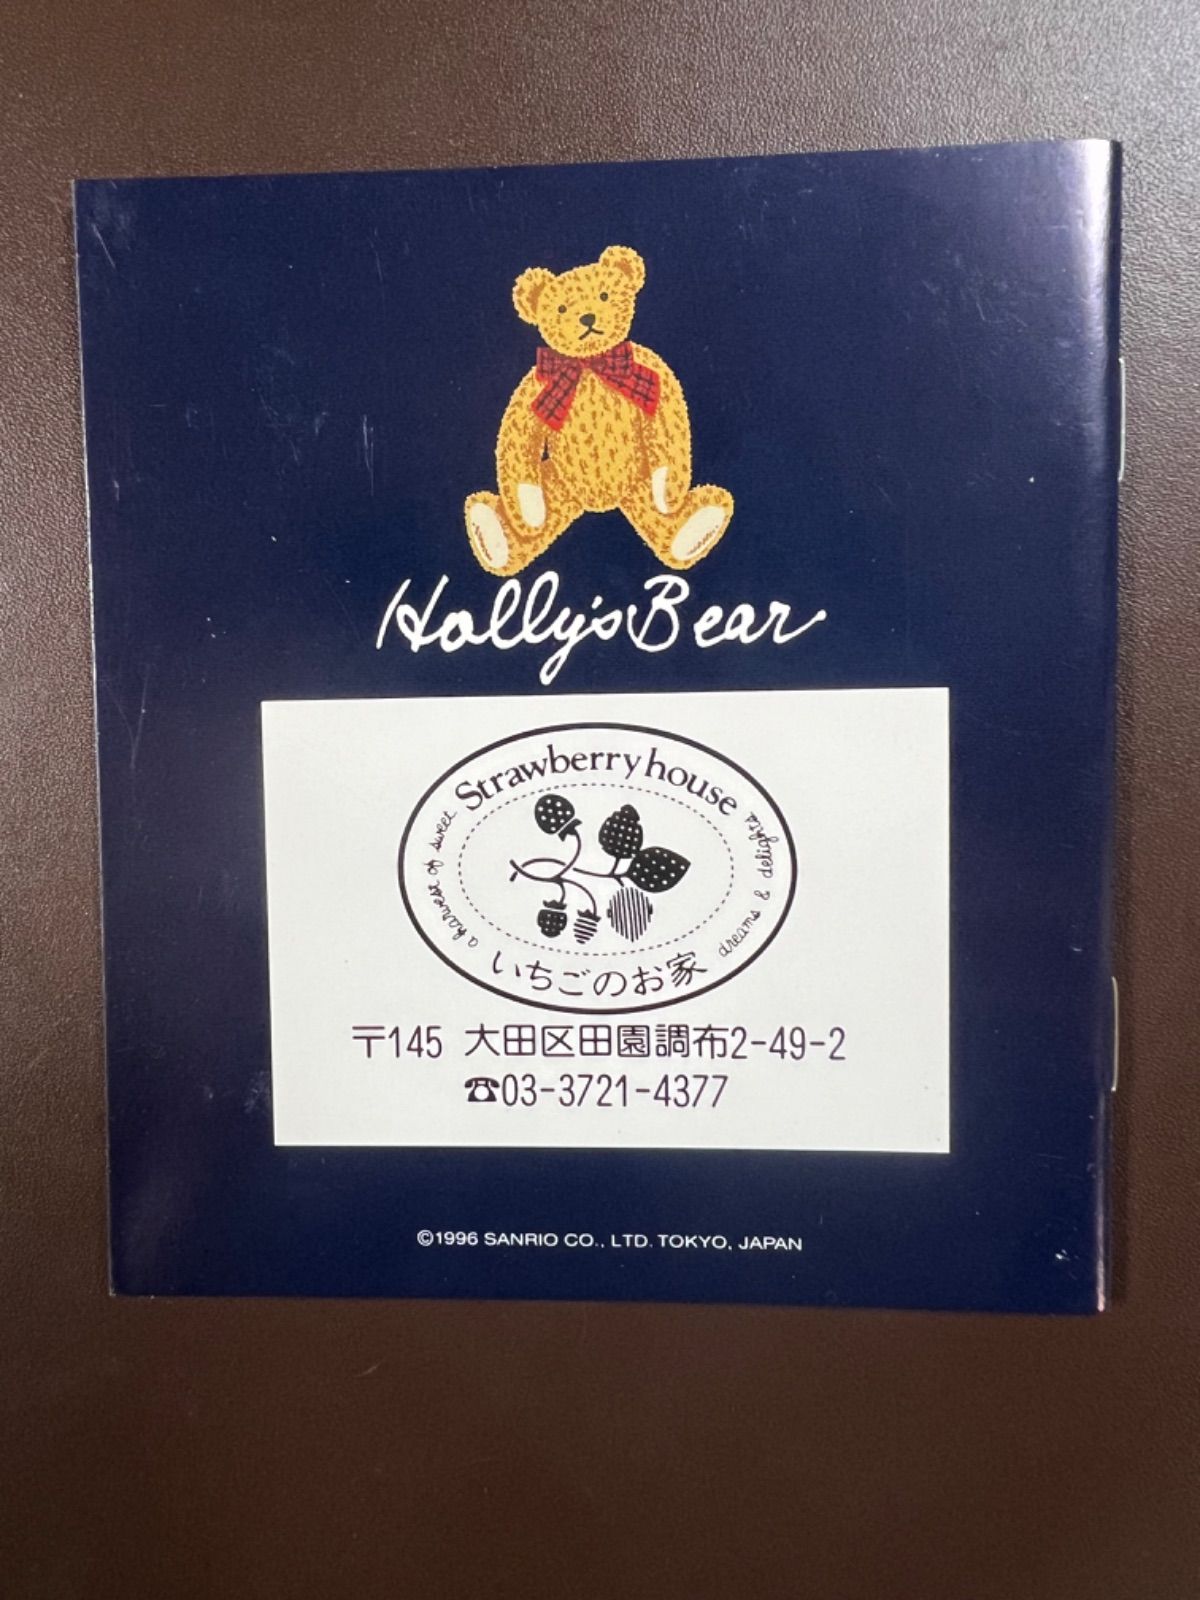 Holly's Bear
Strawberry house
a harvest of sweet
dreams & delights
いちごのお家
〒145 大田区田園調布2-49-2
☎03-3721-4377
©1996 SANRIO CO., LTD. TOKYO, JAPAN